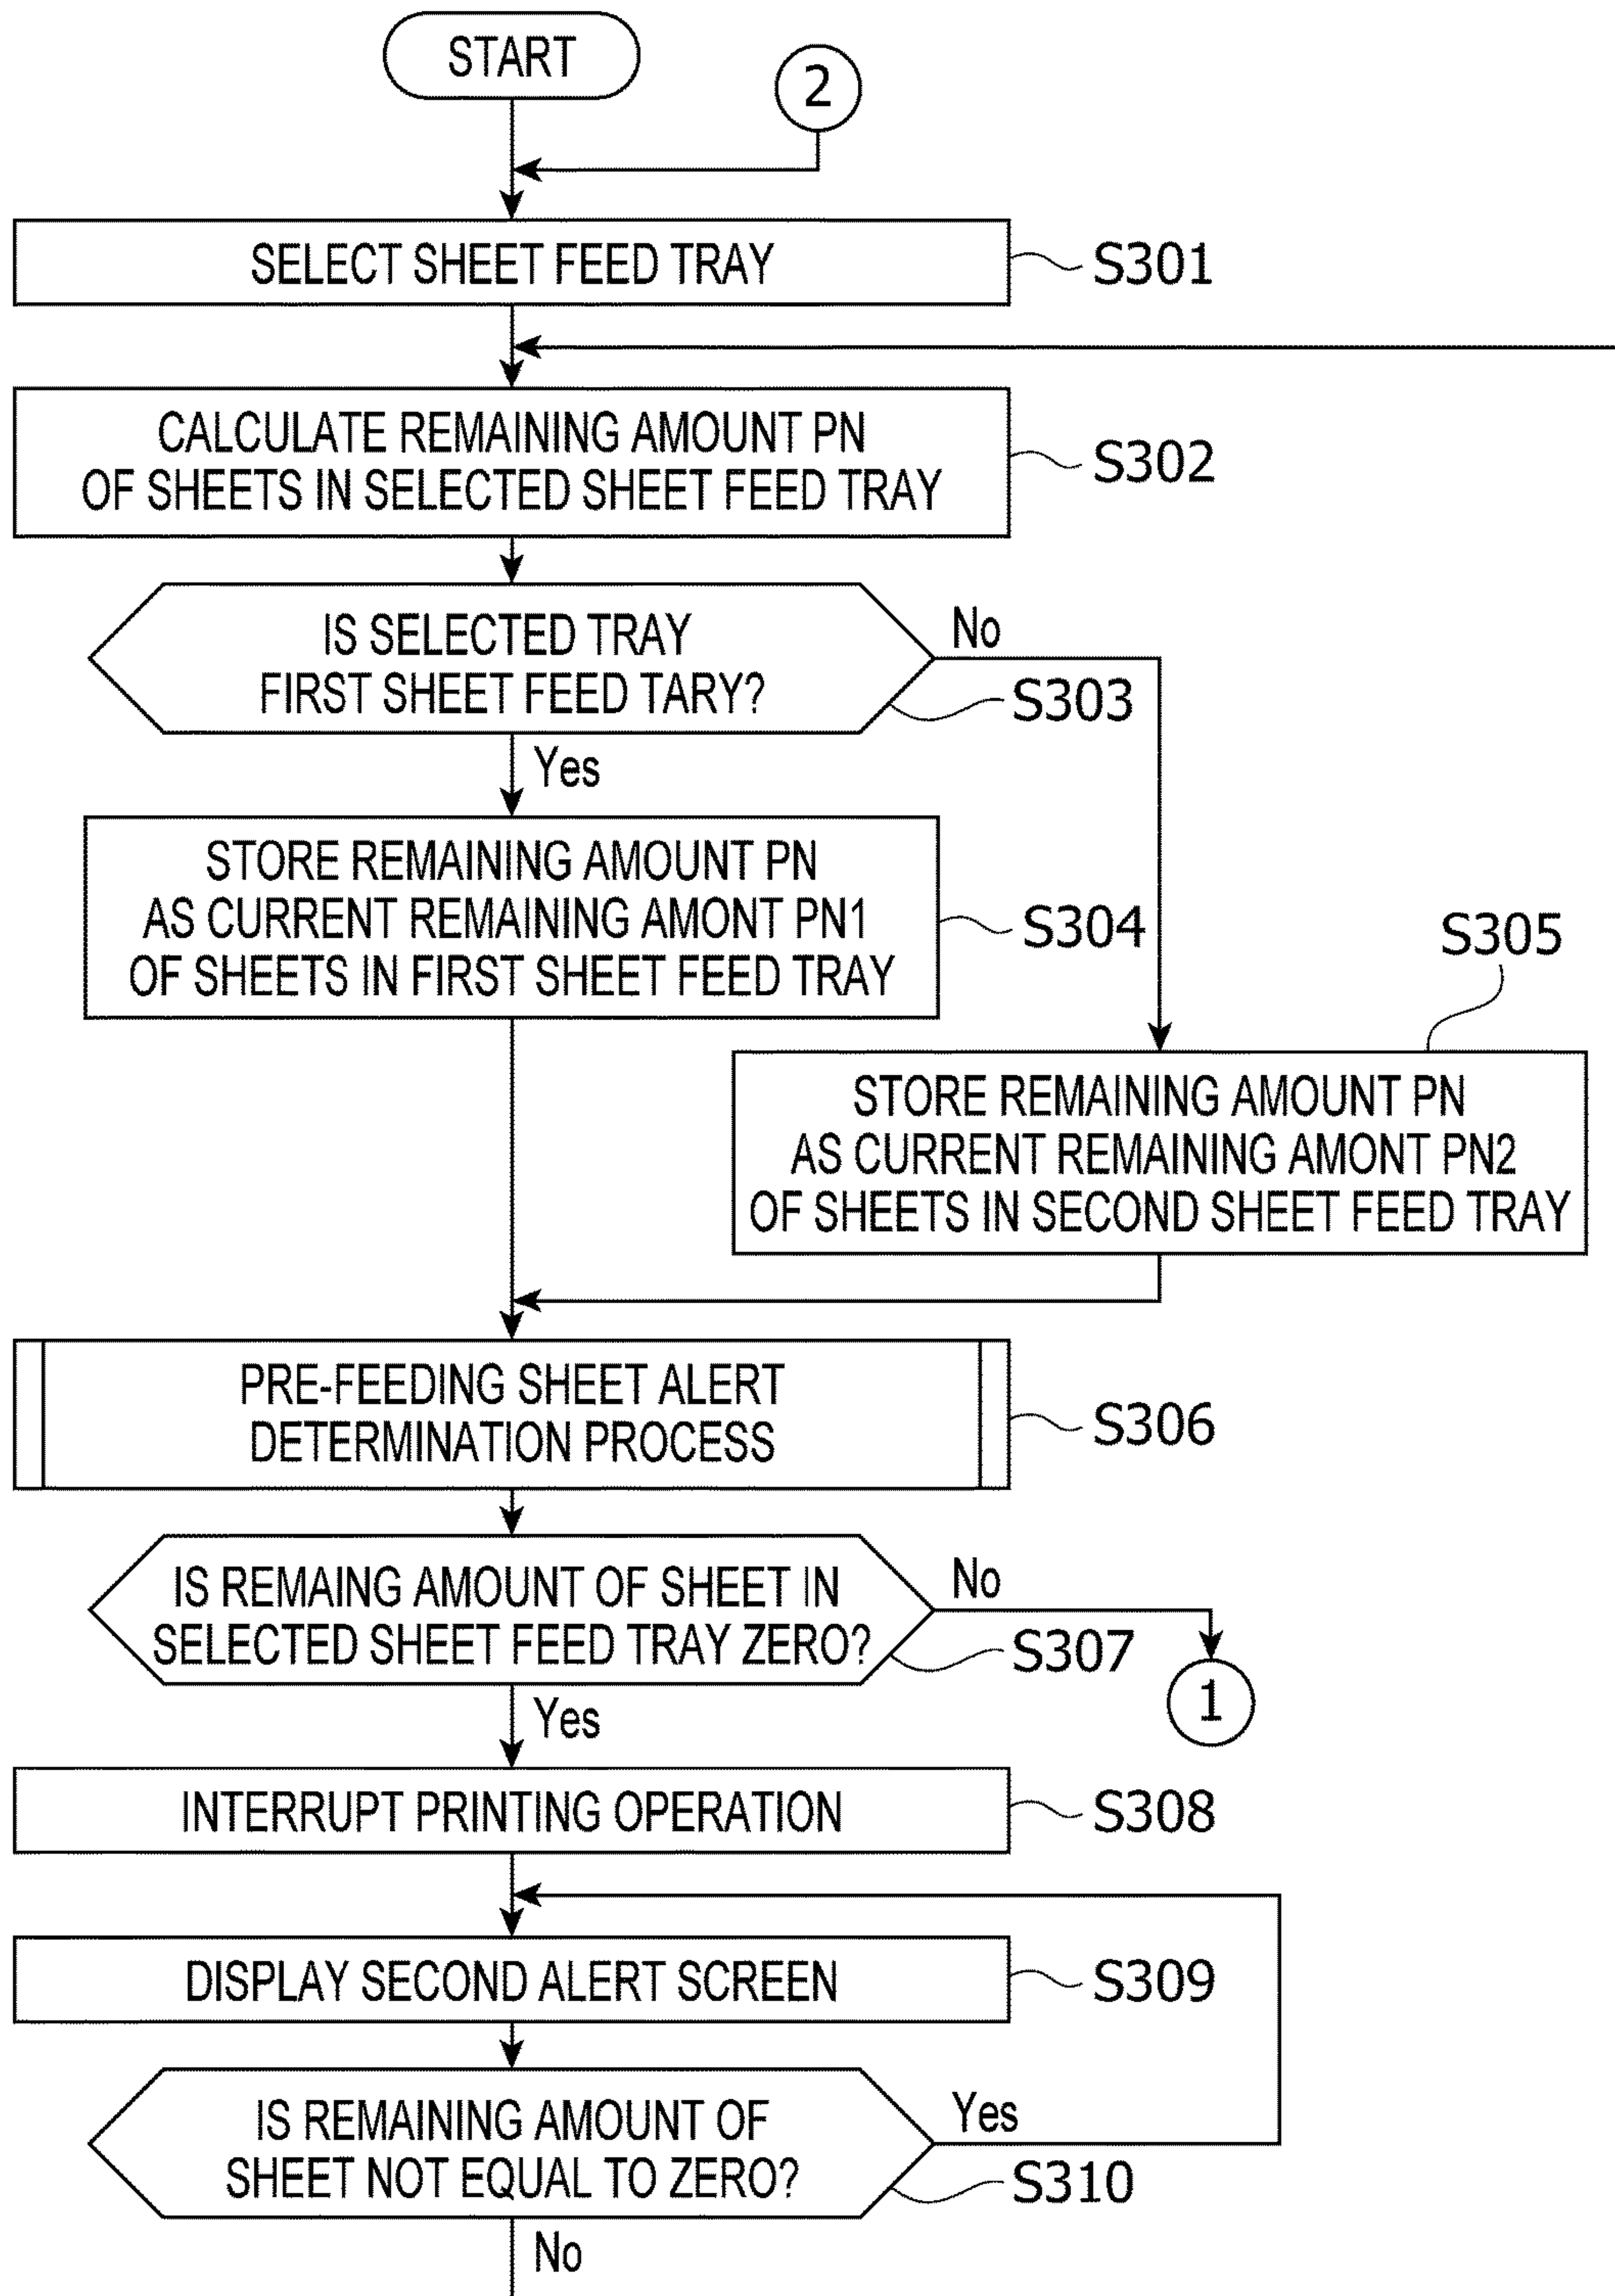 START
2
SELECT SHEET FEED TRAY
S301
CALCULATE REMAINING AMOUNT PN
OF SHEETS IN SELECTED SHEET FEED TRAY
S302
IS SELECTED TRAY
FIRST SHEET FEED TARY?
No
S303
Yes
STORE REMAINING AMOUNT PN
AS CURRENT REMAINING AMONT PN1
OF SHEETS IN FIRST SHEET FEED TRAY
S304
S305
STORE REMAINING AMOUNT PN
AS CURRENT REMAINING AMONT PN2
OF SHEETS IN SECOND SHEET FEED TRAY
PRE-FEEDING SHEET ALERT
DETERMINATION PROCESS
S306
IS REMAING AMOUNT OF SHEET IN
SELECTED SHEET FEED TRAY ZERO?
No
S307
1
Yes
INTERRUPT PRINTING OPERATION
S308
DISPLAY SECOND ALERT SCREEN
S309
IS REMAINING AMOUNT OF
SHEET NOT EQUAL TO ZERO?
Yes
S310
No